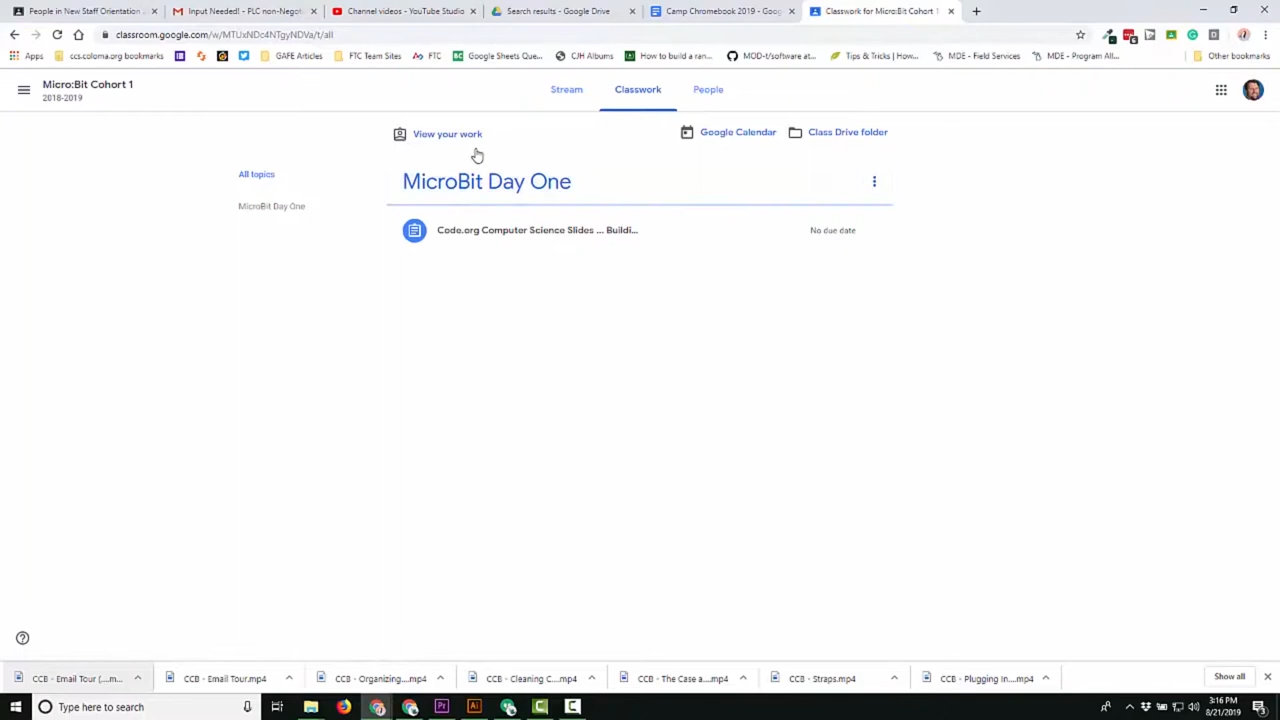 People in New Staff Orientation
Input Needed! - PLC non-Negot
Channel videos - YouTube Studio
Search results - Google Drive
Camp Chromebook 2019 - Goog
Classwork for Micro:Bit Cohort 1
classroom.google.com/w/MTUxNDc4NTgyNDVa/t/all
Apps
ccs.coloma.org bookmarks
GAFE Articles
FTC Team Sites
FTC
Google Sheets Que...
CJH Albums
How to build a ran...
MOD-t/software at...
Tips & Tricks | How...
MDE - Field Services
MDE - Program All...
Other bookmarks
Micro:Bit Cohort 1
2018-2019
Stream
Classwork
People
View your work
Google Calendar
Class Drive folder
All topics
MicroBit Day One
MicroBit Day One
Code.org Computer Science Slides ... Buildi...
No due date
CCB - Email Tour (....m...
CCB - Email Tour.mp4
CCB - Organizing....mp4
CCB - Cleaning C....mp4
CCB - The Case a....mp4
CCB - Straps.mp4
CCB - Plugging In....mp4
Show all
Type here to search
3:16 PM
8/21/2019